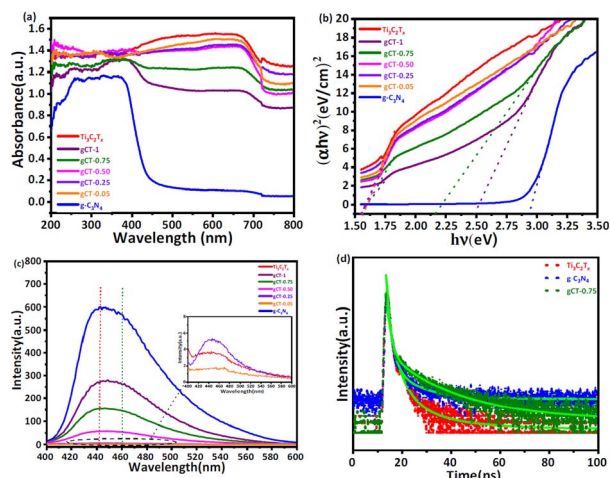 (a)
Absorbance(a.u.)
1.6
1.4
1.2
1.0
0.8
0.6
0.4
0.2
0.0
Ti₃C₂Tₓ
gCT-1
gCT-0.75
gCT-0.50
gCT-0.25
gCT-0.05
g-C₃N₄
200 300 400 500 600 700 800
Wavelength (nm)
(b)
(αhν)² (eV/cm)²
20
18
16
14
12
10
8
6
4
2
0
Ti₃C₂Tₓ
gCT-1
gCT-0.75
gCT-0.50
gCT-0.25
gCT-0.05
g-C₃N₄
1.50 1.75 2.00 2.25 2.50 2.75 3.00 3.25 3.50
hν(eV)
(c)
Intensity(a.u.)
800
700
600
500
400
300
200
100
0
Ti₃C₂Tₓ
gCT-1
gCT-0.75
gCT-0.50
gCT-0.25
gCT-0.05
g-C₃N₄
Intensity(a.u.)
Wavelength(nm)
400 420 440 460 480 500 520 540 560 580 600
Wavelength(nm)
(d)
Intensity(a.u.)
Ti₃C₂Tₓ
g-C₃N₄
gCT-0.75
0 20 40 60 80 100
Time(ns)